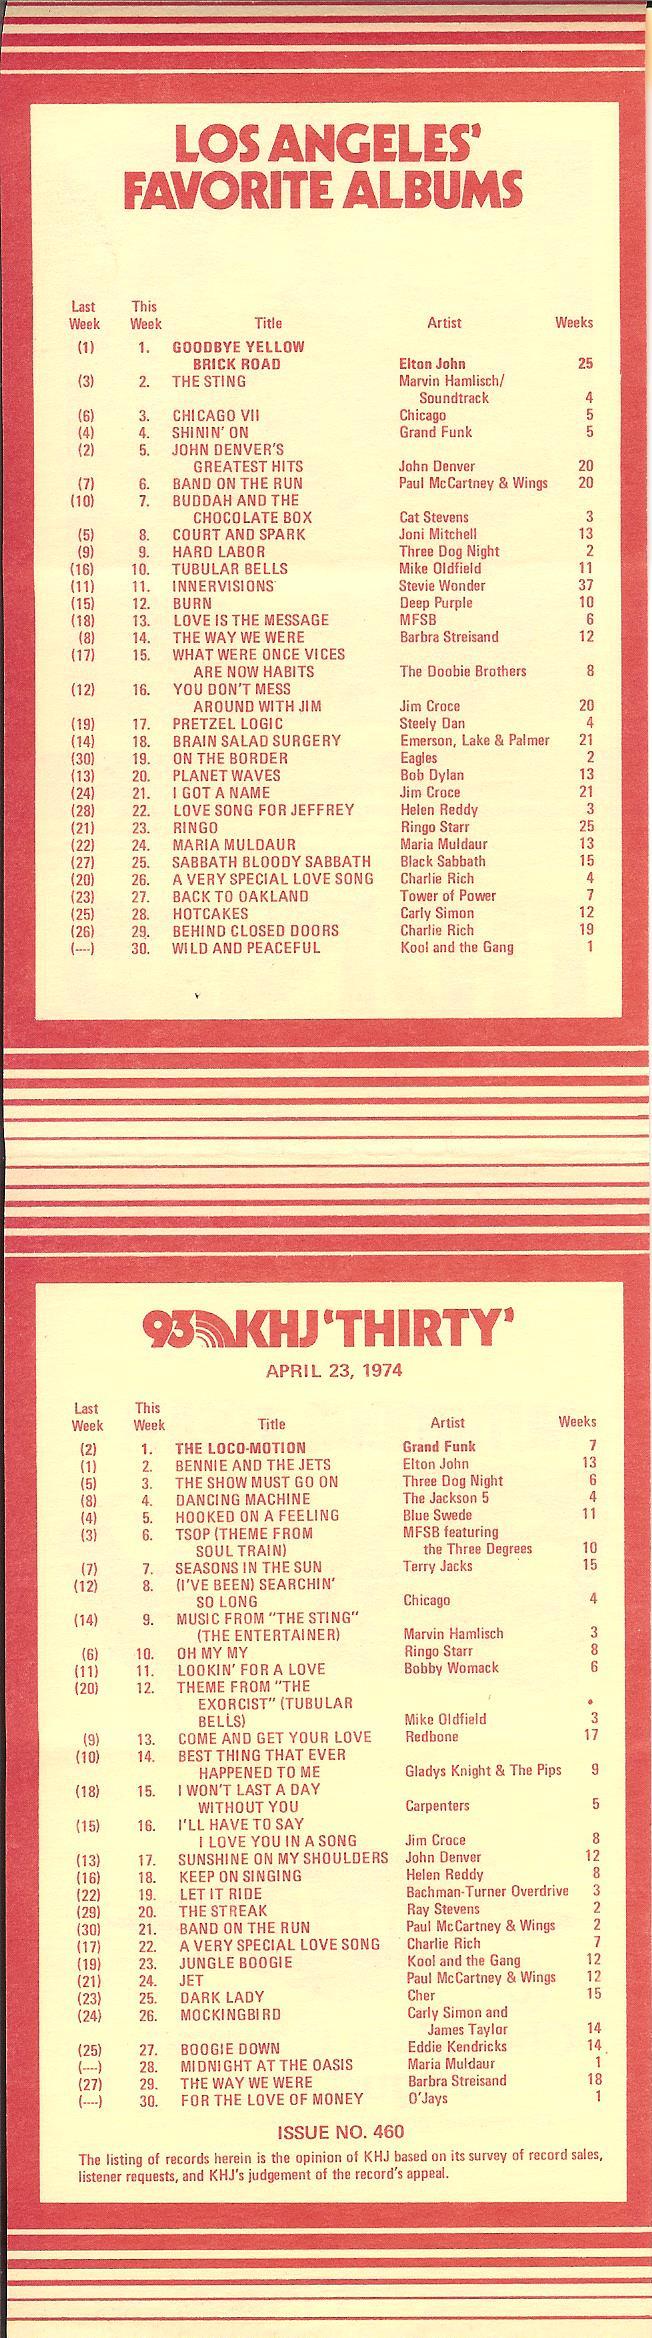 LOS ANGELES'
FAVORITE ALBUMS
Last This
Week Week Title Artist Weeks
(1) 1. GOODBYE YELLOW
BRICK ROAD Elton John 25
(3) 2. THE STING Marvin Hamlisch/
Soundtrack 4
(6) 3. CHICAGO VII Chicago 5
(4) 4. SHININ' ON Grand Funk 5
(2) 5. JOHN DENVER'S
GREATEST HITS John Denver 20
(7) 6. BAND ON THE RUN Paul McCartney & Wings 20
(10) 7. BUDDAH AND THE
CHOCOLATE BOX Cat Stevens 3
(5) 8. COURT AND SPARK Joni Mitchell 13
(9) 9. HARD LABOR Three Dog Night 2
(16) 10. TUBULAR BELLS Mike Oldfield 11
(11) 11. INNERVISIONS Stevie Wonder 37
(15) 12. BURN Deep Purple 10
(18) 13. LOVE IS THE MESSAGE MFSB 6
(8) 14. THE WAY WE WERE Barbra Streisand 12
(17) 15. WHAT WERE ONCE VICES
ARE NOW HABITS The Doobie Brothers 8
(12) 16. YOU DON'T MESS
AROUND WITH JIM Jim Croce 20
(19) 17. PRETZEL LOGIC Steely Dan 4
(14) 18. BRAIN SALAD SURGERY Emerson, Lake & Palmer 21
(30) 19. ON THE BORDER Eagles 2
(13) 20. PLANET WAVES Bob Dylan 13
(24) 21. I GOT A NAME Jim Croce 21
(28) 22. LOVE SONG FOR JEFFREY Helen Reddy 3
(21) 23. RINGO Ringo Starr 25
(22) 24. MARIA MULDAUR Maria Muldaur 13
(27) 25. SABBATH BLOODY SABBATH Black Sabbath 15
(20) 26. A VERY SPECIAL LOVE SONG Charlie Rich 4
(23) 27. BACK TO OAKLAND Tower of Power 7
(25) 28. HOTCAKES Carly Simon 12
(26) 29. BEHIND CLOSED DOORS Charlie Rich 19
(---) 30. WILD AND PEACEFUL Kool and the Gang 1
93 KHJ 'THIRTY'
APRIL 23, 1974
Last This
Week Week Title Artist Weeks
(2) 1. THE LOCO-MOTION Grand Funk 7
(1) 2. BENNIE AND THE JETS Elton John 13
(5) 3. THE SHOW MUST GO ON Three Dog Night 6
(8) 4. DANCING MACHINE The Jackson 5 4
(4) 5. HOOKED ON A FEELING Blue Swede 11
(3) 6. TSOP (THEME FROM MFSB featuring
SOUL TRAIN) the Three Degrees 10
(7) 7. SEASONS IN THE SUN Terry Jacks 15
(12) 8. (I'VE BEEN) SEARCHIN'
SO LONG Chicago 4
(14) 9. MUSIC FROM "THE STING"
(THE ENTERTAINER) Marvin Hamlisch 3
(6) 10. OH MY MY Ringo Starr 8
(11) 11. LOOKIN' FOR A LOVE Bobby Womack 6
(20) 12. THEME FROM "THE
EXORCIST" (TUBULAR
BELLS) Mike Oldfield 3
(9) 13. COME AND GET YOUR LOVE Redbone 17
(10) 14. BEST THING THAT EVER
HAPPENED TO ME Gladys Knight & The Pips 9
(18) 15. I WON'T LAST A DAY
WITHOUT YOU Carpenters 5
(15) 16. I'LL HAVE TO SAY
I LOVE YOU IN A SONG Jim Croce 8
(13) 17. SUNSHINE ON MY SHOULDERS John Denver 12
(16) 18. KEEP ON SINGING Helen Reddy 8
(22) 19. LET IT RIDE Bachman-Turner Overdrive 3
(29) 20. THE STREAK Ray Stevens 2
(30) 21. BAND ON THE RUN Paul McCartney & Wings 2
(17) 22. A VERY SPECIAL LOVE SONG Charlie Rich 7
(19) 23. JUNGLE BOOGIE Kool and the Gang 12
(21) 24. JET Paul McCartney & Wings 12
(23) 25. DARK LADY Cher 15
(24) 26. MOCKINGBIRD Carly Simon and
James Taylor 14
(25) 27. BOOGIE DOWN Eddie Kendricks 14
(---) 28. MIDNIGHT AT THE OASIS Maria Muldaur 1
(27) 29. THE WAY WE WERE Barbra Streisand 18
(---) 30. FOR THE LOVE OF MONEY O'Jays 1
ISSUE NO. 460
The listing of records herein is the opinion of KHJ based on its survey of record sales,
listener requests, and KHJ's judgement of the record's appeal.